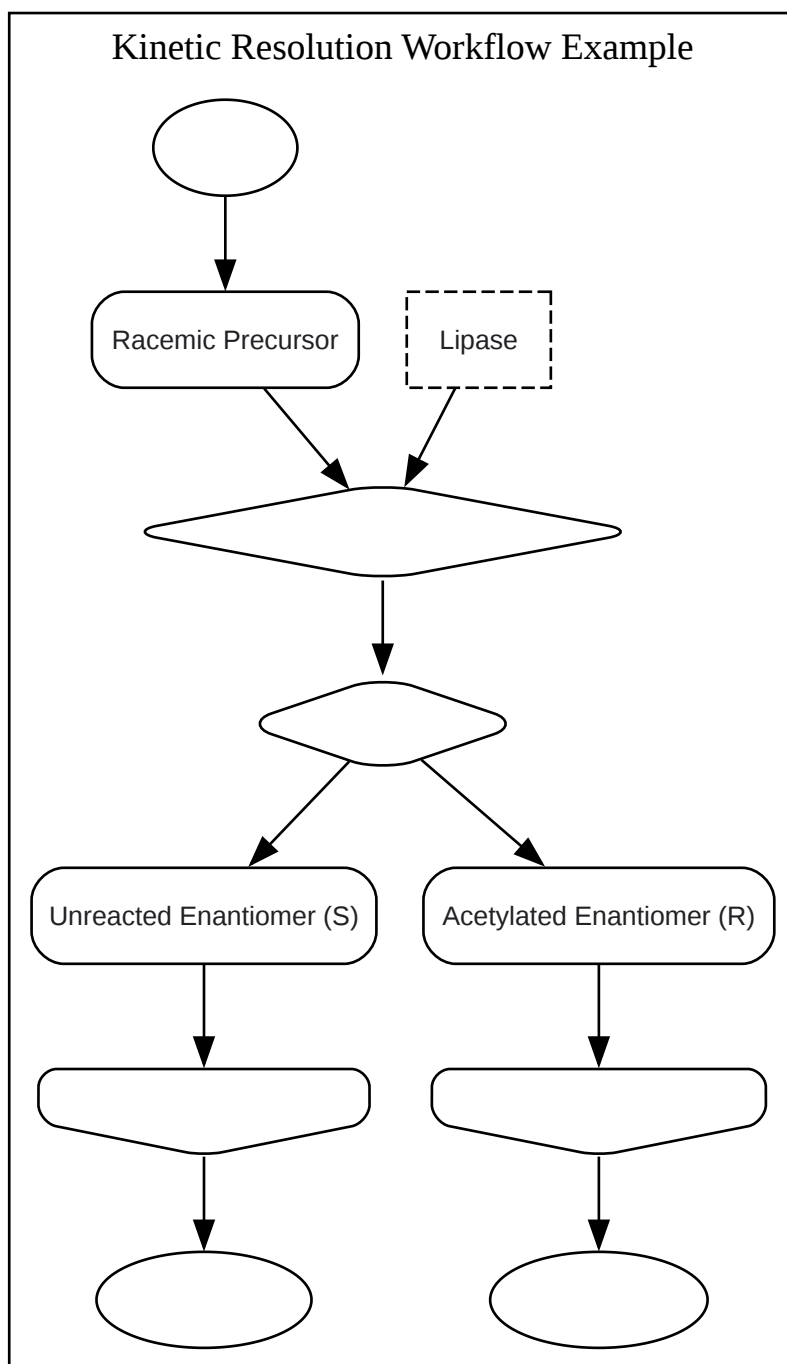 Kinetic Resolution Workflow Example
Racemic Precursor
Lipase
Unreacted Enantiomer (S)
Acetylated Enantiomer (R)